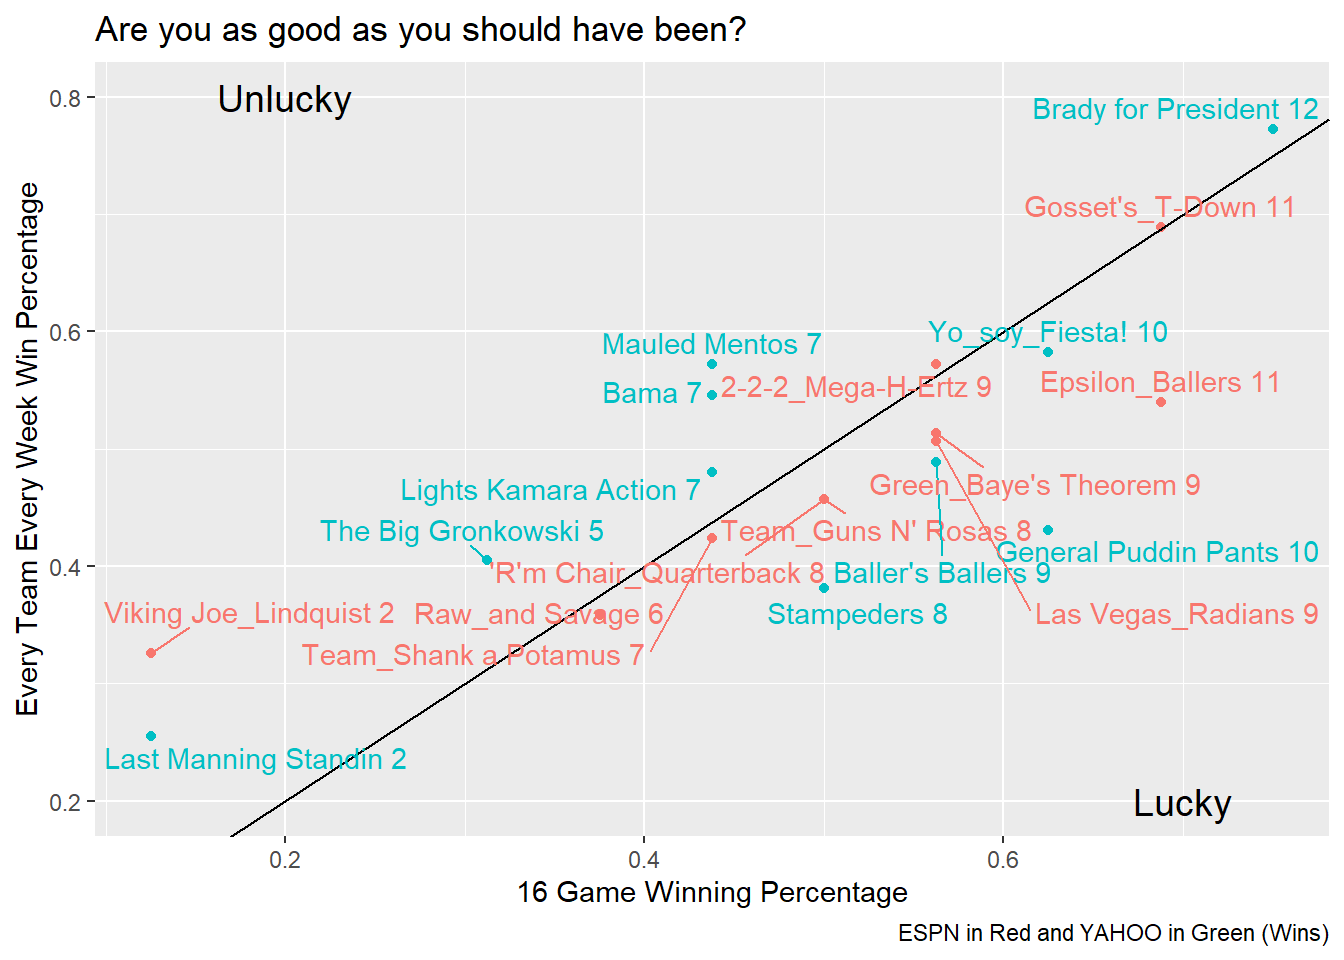 Are you as good as you should have been?
Unlucky
Brady for President 12
Gosset's_T-Down 11
Yo_soy_Fiesta! 10
Mauled Mentos 7
Epsilon_Ballers 11
2-2-2_Mega-H-Ertz 9
Bama 7
Green_Baye's Theorem 9
Lights Kamara Action 7
The Big Gronkowski 5
Team_Guns N' Rosas 8
General Puddin Pants 10
'R'm Chair_Quarterback 8
Baller's Ballers 9
Viking Joe_Lindquist 2
Raw_and Savage 6
Stampeders 8
Las Vegas_Radians 9
Team_Shank a Potamus 7
Last Manning Standin 2
Lucky
0.8
0.6
0.4
0.2
Every Team Every Week Win Percentage
0.2 0.4 0.6
16 Game Winning Percentage
ESPN in Red and YAHOO in Green (Wins)